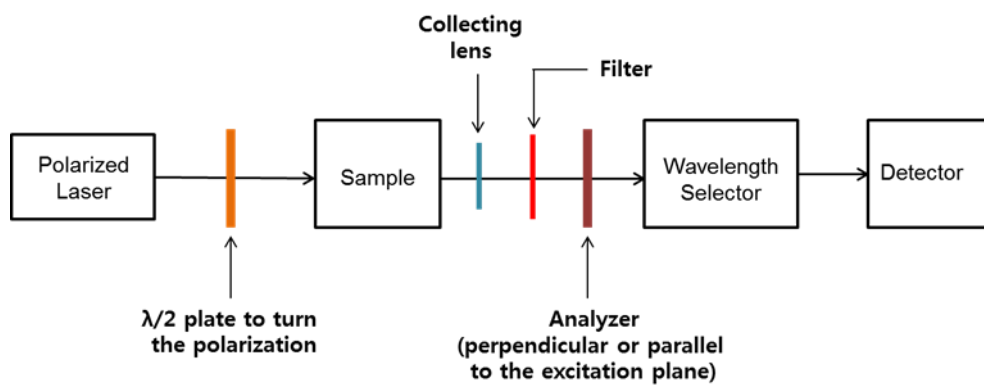 Collecting
lens
Filter
Polarized
Laser
Sample
Wavelength
Selector
Detector
λ/2 plate to turn
the polarization
Analyzer
(perpendicular or parallel
to the excitation plane)